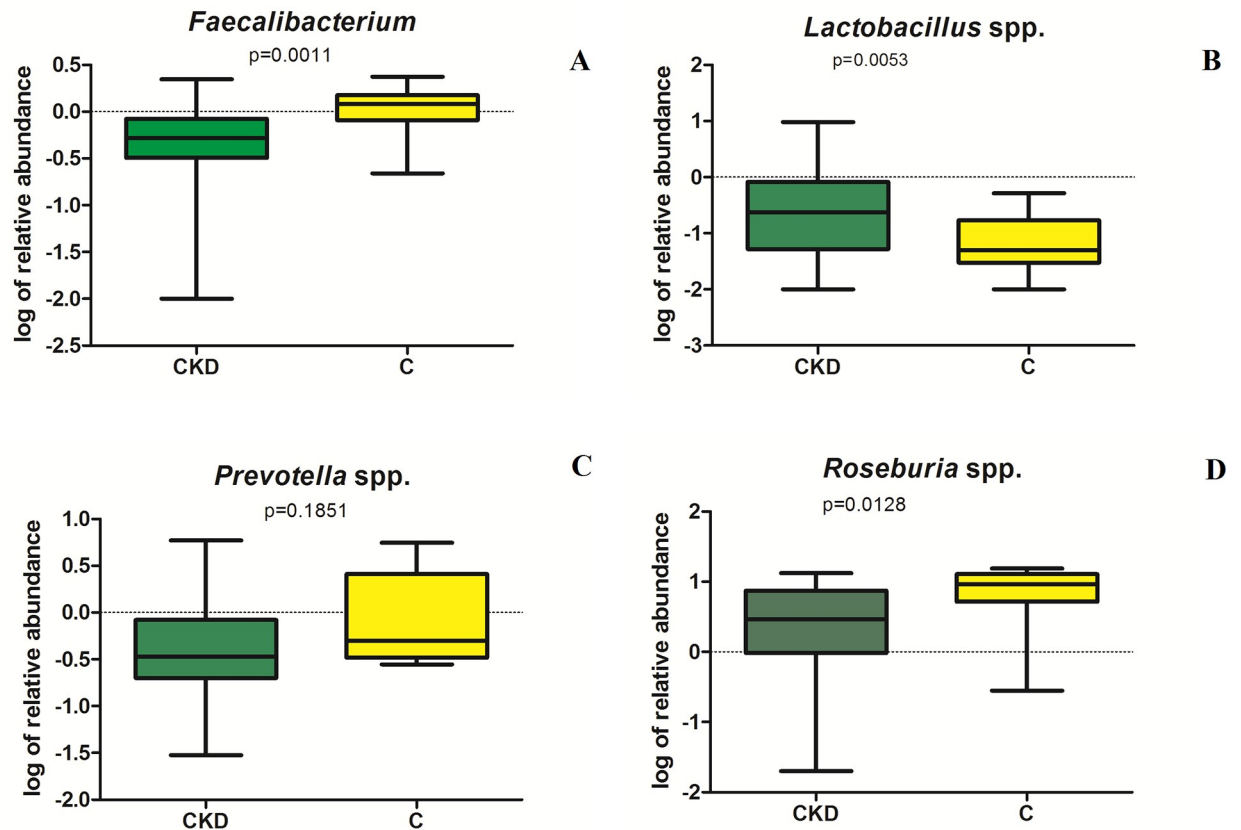 Faecalibacterium
p=0.0011
A
log of relative abundance
0.5
0.0
-0.5
-1.0
-1.5
-2.0
-2.5
CKD
C
Lactobacillus spp.
p=0.0053
B
log of relative abundance
2
1
0
-1
-2
-3
CKD
C
Prevotella spp.
p=0.1851
C
log of relative abundance
1.0
0.5
0.0
-0.5
-1.0
-1.5
-2.0
CKD
C
Roseburia spp.
p=0.0128
D
log of relative abundance
2
1
0
-1
-2
CKD
C